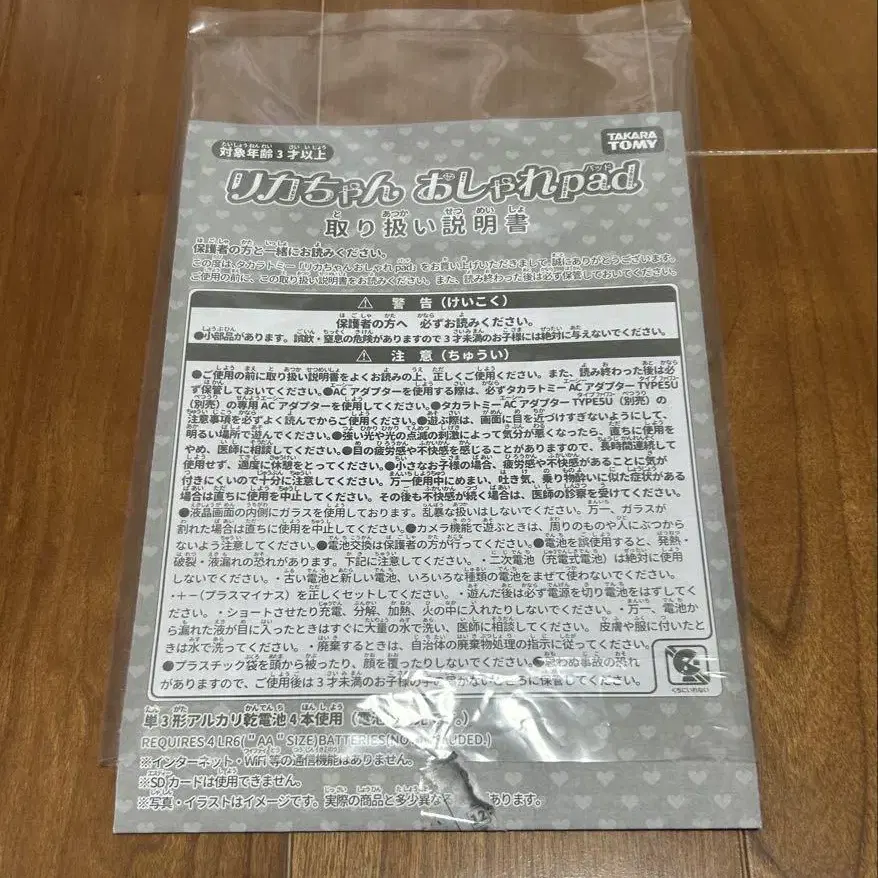 対象年齢3才以上
TAKARA TOMY
リカちゃん おしゃれpad
取り扱い説明書
保護者の方と一緒にお読みください。
この度は、タカラトミー「リカちゃんおしゃれpad」をお買い上げいただきまして、誠にありがとうございます。
ご使用の前に、この取り扱い説明書をお読みください。また、読み終わった後は必ず保管しておいてください。
⚠ 警告(けいこく)
保護者の方へ 必ずお読みください。
●小部品があります。誤飲・窒息の危険がありますので3才未満のお子様には絶対に与えないでください。
⚠ 注意(ちゅうい)
●ご使用の前に取り扱い説明書をよくお読みの上、正しくご使用ください。また、読み終わった後は必
ず保管しておいてください。●ACアダプターを使用する際は、必ずタカラトミーACアダプターTYPE5U
(別売)の専用ACアダプターを使用してください。●タカラトミーACアダプターTYPE5U(別売)の
注意事項を必ずよく読んでからご使用ください。●遊ぶ際は、画面に目を近づけすぎないようにして、
明るい場所で遊んでください。●強い光や光の点滅の刺激によって気分が悪くなったら、直ちに使用を
やめ、医師に相談してください。●目の疲労感や不快感を感じることがありますので、長時間連続して
使用せず、適度に休憩をとってください。●小さなお子様の場合、疲労感や不快感があることに気が
付きにくいので十分に注意してください。万一使用中にめまい、吐き気、乗り物酔いに似た症状がある
場合は直ちに使用を中止してください。その後も不快感が続く場合は、医師の診察を受けてください。
●液晶画面の内側にガラスを使用しております。乱暴な扱いはしないでください。万一、ガラスが
割れた場合は直ちに使用を中止してください。●カメラ機能で遊ぶときは、周りのものや人にぶつから
ないよう注意してください。●電池交換は保護者の方が行ってください。●電池を誤使用すると、発熱・
破裂・液漏れの恐れがあります。下記に注意してください。・二次電池(充電式電池)は絶対に使用
しないでください。・古い電池と新しい電池、いろいろな種類の電池をまぜて使わないでください。
・+-(プラスマイナス)を正しくセットしてください。・遊んだ後は必ず電源を切り電池をはずしてくだ
さい。・ショートさせたり充電、分解、加熱、火の中に入れたりしないでください。・万一、電池か
ら漏れた液が目に入ったときはすぐに大量の水で洗い、医師に相談してください。皮膚や服に付いたと
きは水で洗ってください。・廃棄するときは、自治体の廃棄物処理の指示に従ってください。
●プラスチック袋を頭から被ったり、顔を覆ったりしないでください。●思わぬ事故の恐れ
がありますので、ご使用後は3才未満のお子様の手の届かないところに保管してください。
くちにいれない
単3形アルカリ乾電池4本使用(電池
REQUIRES 4 LR6("AA" SIZE)BATTERIES(NOT INCLUDED.)
※インターネット・WiFi等の通信機能はありません。
※SDカードは使用できません。
※写真・イラストはイメージです。実際の商品と多少異な あります。